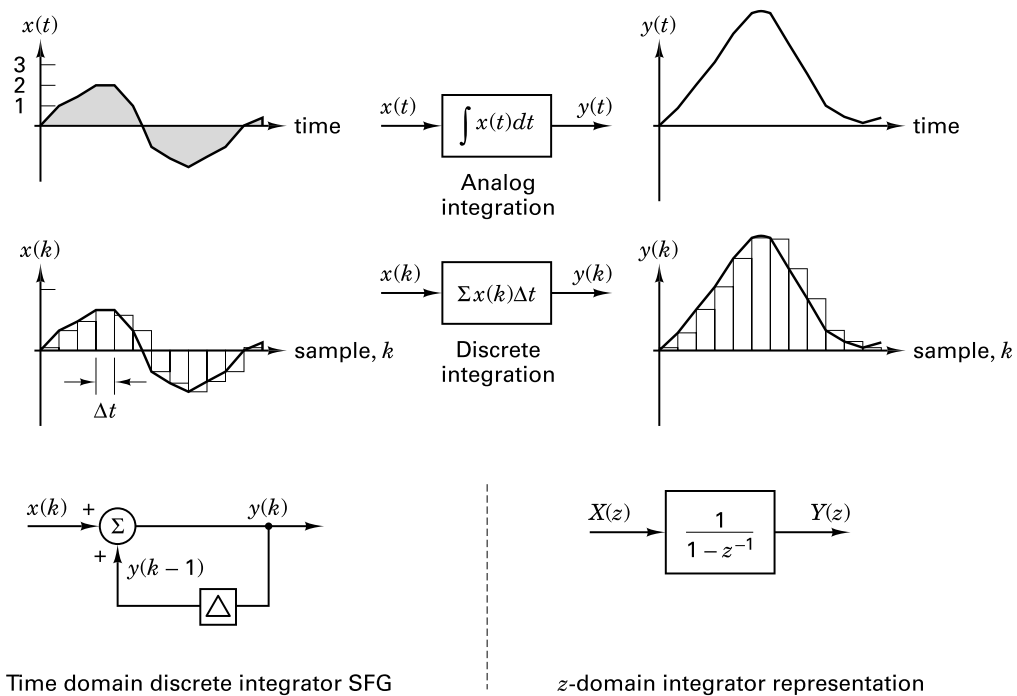 x(t)
3
2
1
time
x(t)
∫ x(t)dt
y(t)
Analog
integration
y(t)
time
x(k)
sample, k
Δt
x(k)
Σx(k)Δt
y(k)
Discrete
integration
y(k)
sample, k
x(k)
+
Σ
y(k)
+
y(k – 1)
△
Time domain discrete integrator SFG
X(z)
1
1 – z⁻¹
Y(z)
z-domain integrator representation